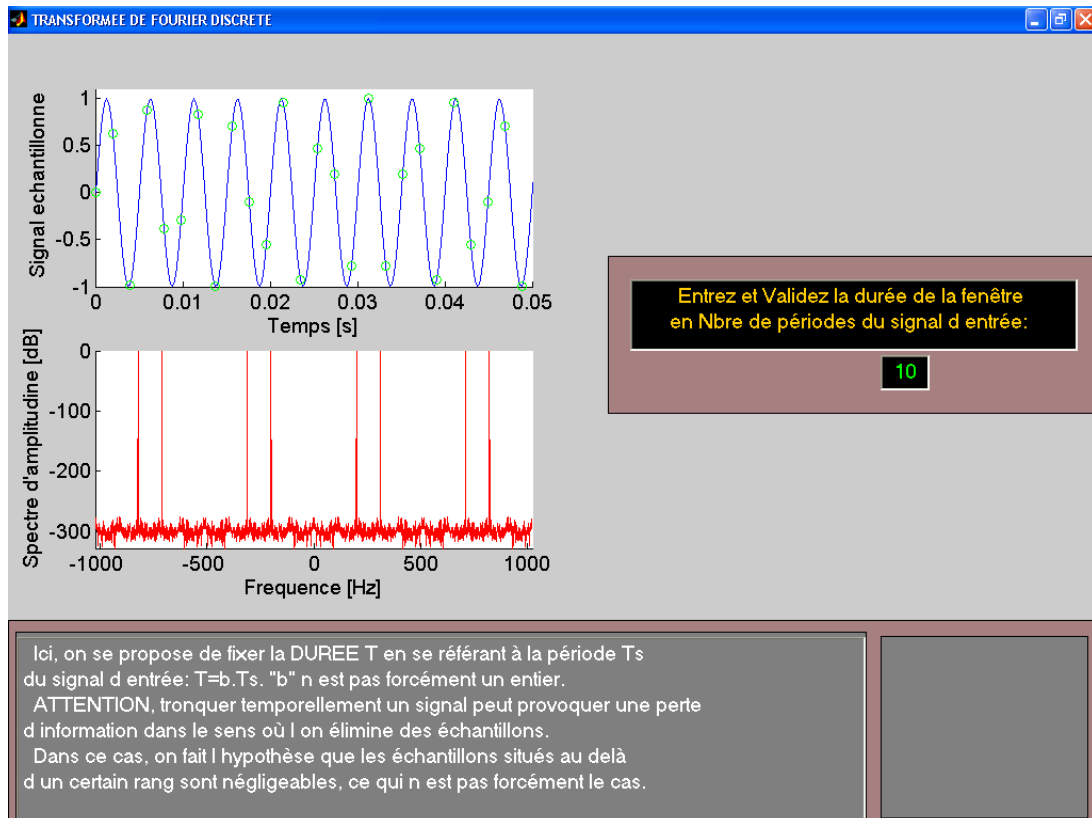 TRANSFORMEE DE FOURIER DISCRETE
Signal echantillonne
1
0.5
0
-0.5
-1
0 0.01 0.02 0.03 0.04 0.05
Temps [s]
Spectre d'amplitudine [dB]
0
-100
-200
-300
-1000 -500 0 500 1000
Frequence [Hz]
Entrez et Validez la durée de la fenêtre
en Nbre de périodes du signal d entrée:
10
Ici, on se propose de fixer la DUREE T en se référant à la période Ts
du signal d entrée: T=b.Ts. "b" n est pas forcément un entier.
ATTENTION, tronquer temporellement un signal peut provoquer une perte
d information dans le sens où l on élimine des échantillons.
Dans ce cas, on fait l hypothèse que les échantillons situés au delà
d un certain rang sont négligeables, ce qui n est pas forcément le cas.